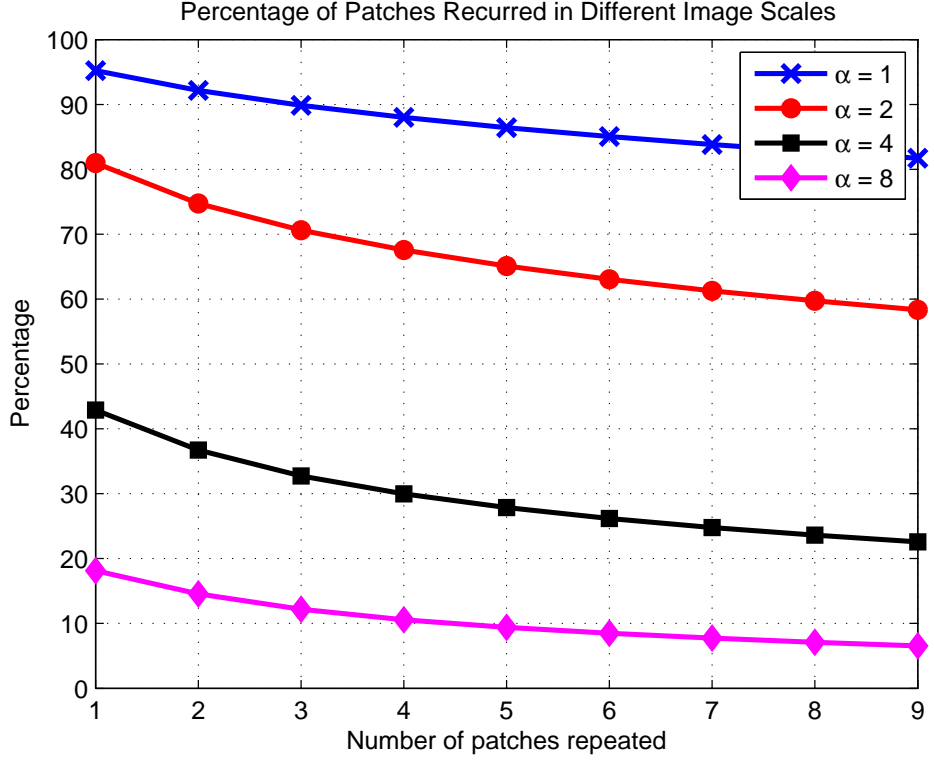 Percentage of Patches Recurred in Different Image Scales
100
90
80
70
60
50
40
30
20
10
0
Percentage
α = 1
α = 2
α = 4
α = 8
1 2 3 4 5 6 7 8 9
Number of patches repeated